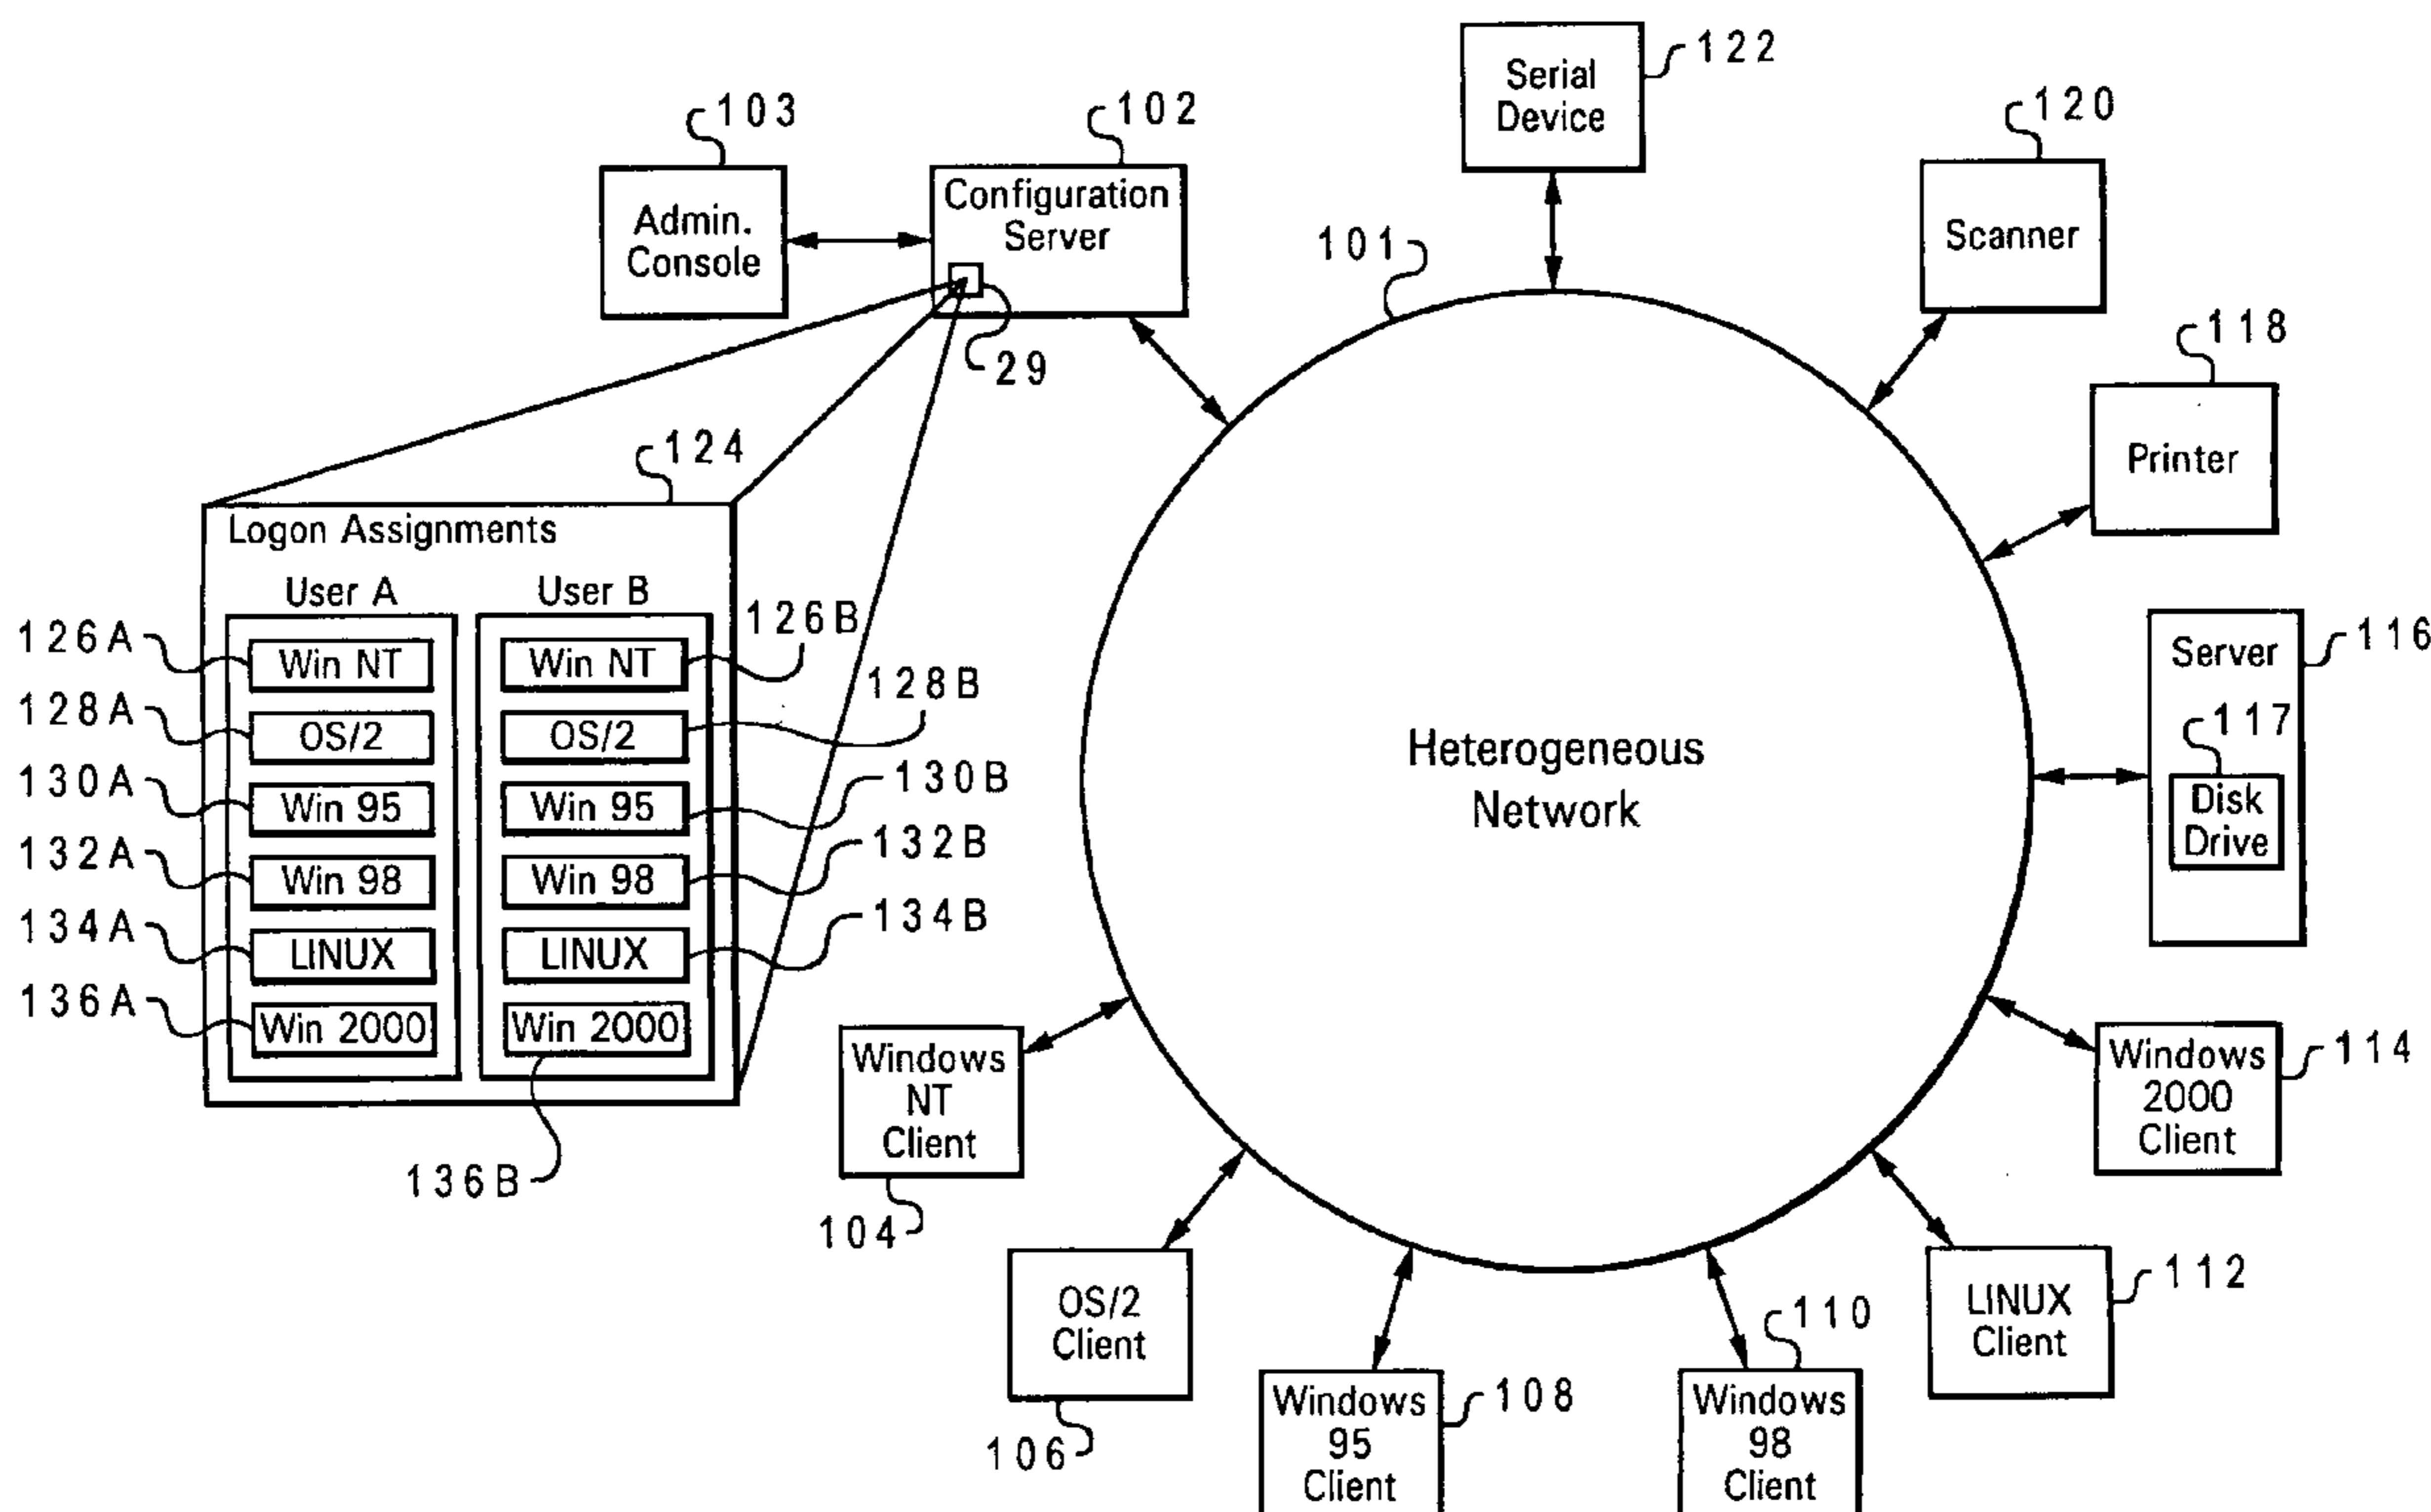 122
Serial
Device
103
102
120
Admin.
Console
Configuration
Server
Scanner
101
29
118
Printer
124
Logon Assignments
User A
User B
126A
Win NT
Win NT
126B
128A
OS/2
OS/2
128B
130A
Win 95
Win 95
130B
132A
Win 98
Win 98
132B
134A
LINUX
LINUX
134B
136A
Win 2000
Win 2000
136B
Heterogeneous
Network
Server
116
117
Disk
Drive
Windows
NT
Client
104
Windows
2000
Client
114
OS/2
Client
106
LINUX
Client
112
Windows
95
Client
108
110
Windows
98
Client